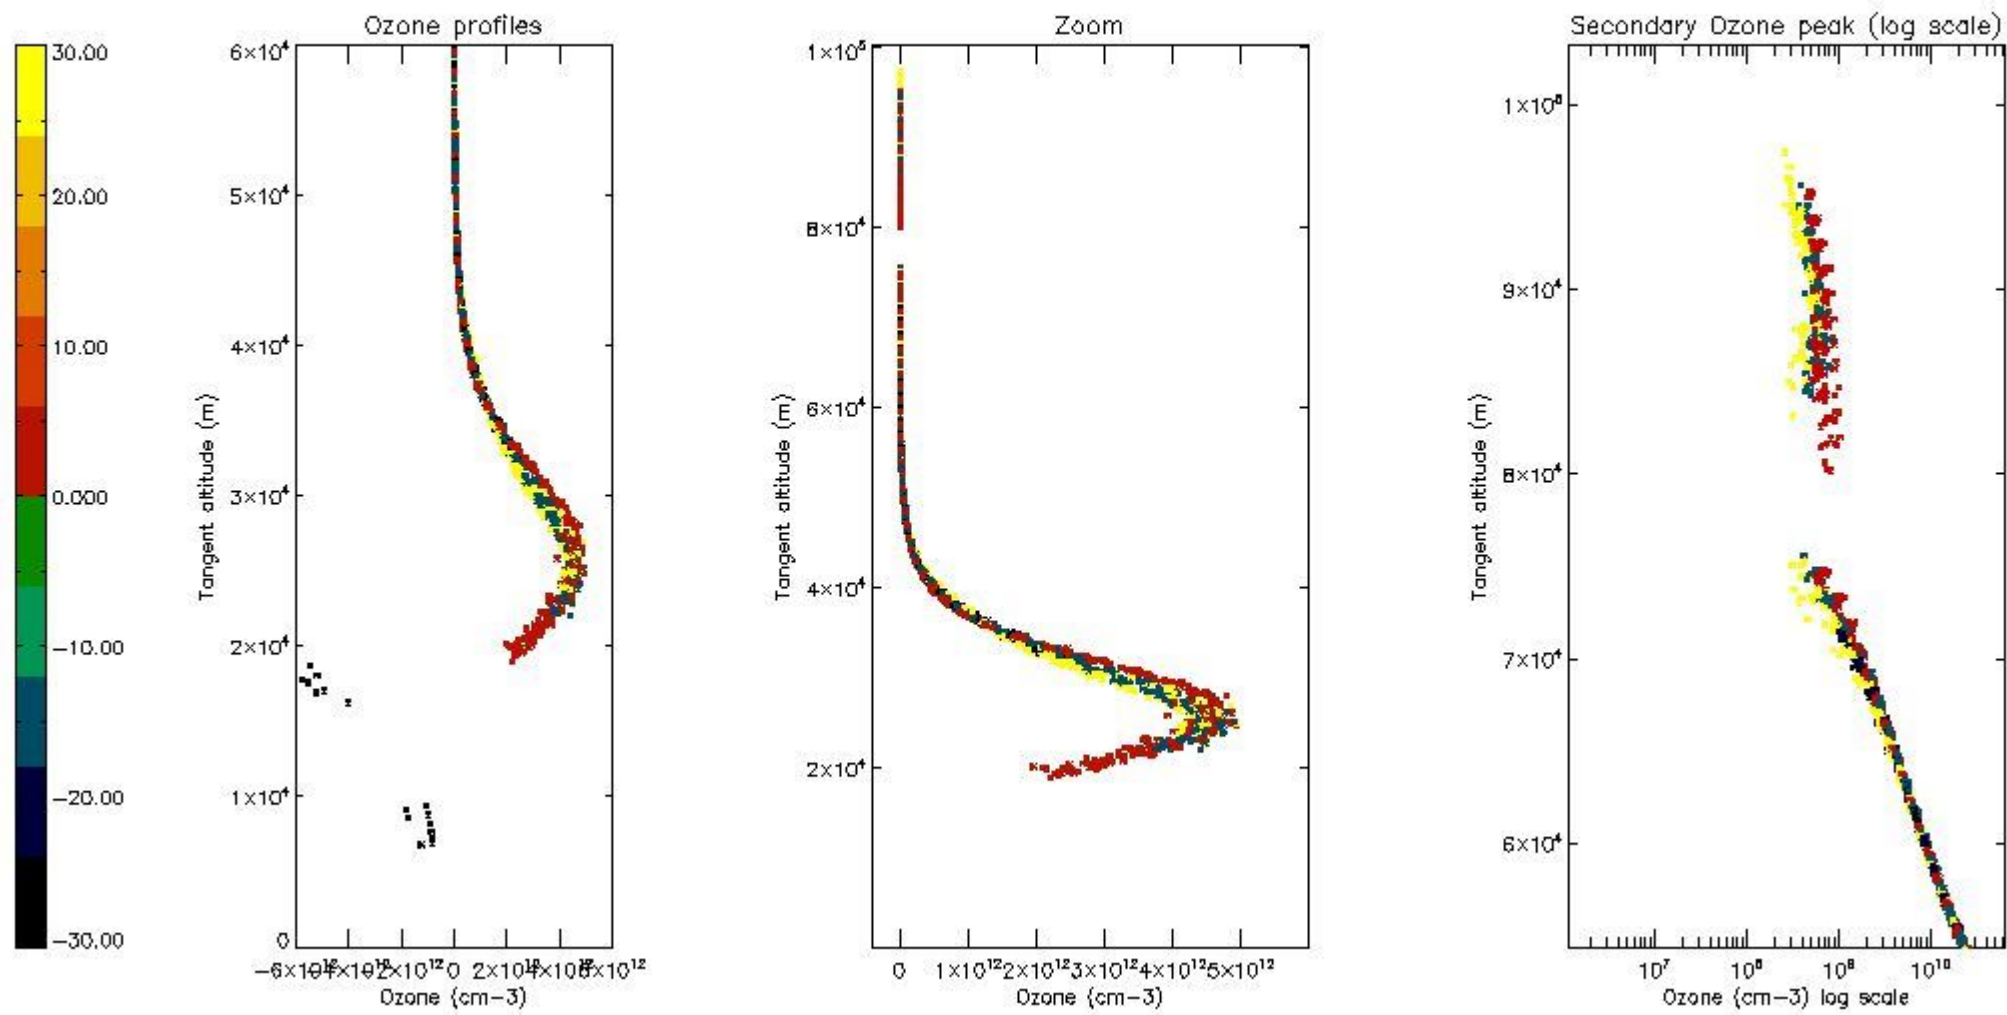 Ozone profiles
Zoom
Secondary Ozone peak (log scale)
30.00
20.00
10.00
-10.00
-20.00
-30.00
6×10⁴
5×10⁴
4×10⁴
3×10⁴
2×10⁴
1×10⁴
0
Tangent altitude (m)
0
Ozone (cm-3)
1×10⁵
8×10⁴
6×10⁴
4×10⁴
2×10⁴
Tangent altitude (m)
0 1×10¹² 2×10¹² 3×10¹² 4×10¹² 5×10¹²
Ozone (cm-3)
9×10⁴
8×10⁴
7×10⁴
6×10⁴
Tangent altitude (m)
10⁷ 10⁸ 10⁹ 10¹⁰
Ozone (cm-3) log scale